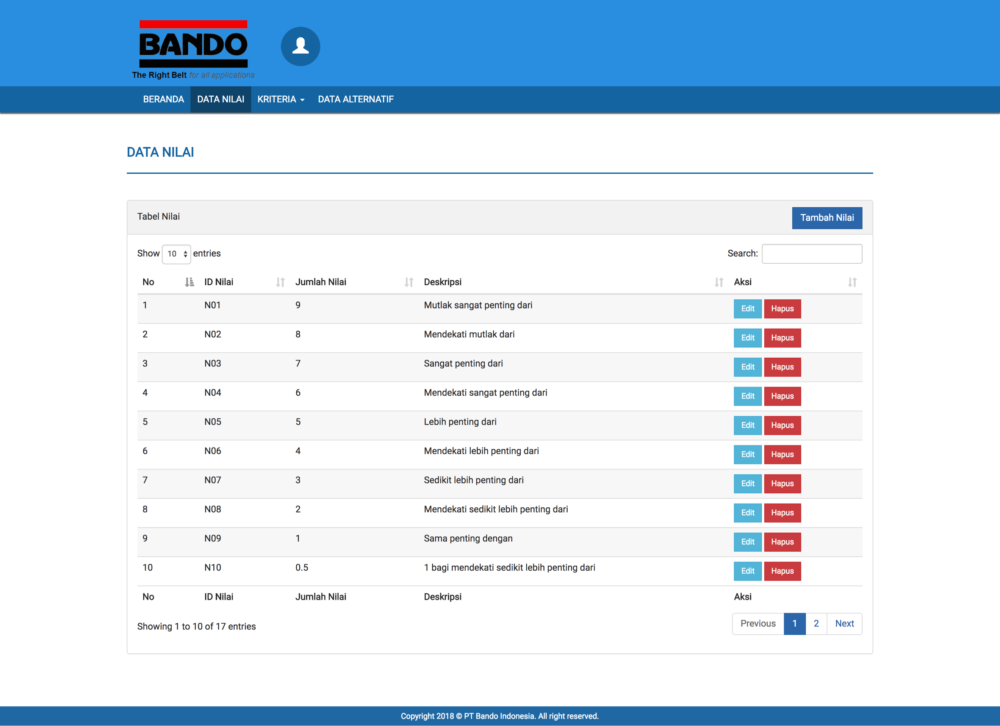 BANDO
The Right Belt for all applications
BERANDA DATA NILAI KRITERIA DATA ALTERNATIF
DATA NILAI
Tabel Nilai Tambah Nilai
Show 10 entries Search:
No ID Nilai Jumlah Nilai Deskripsi Aksi
1 N01 9 Mutlak sangat penting dari Edit Hapus
2 N02 8 Mendekati mutlak dari Edit Hapus
3 N03 7 Sangat penting dari Edit Hapus
4 N04 6 Mendekati sangat penting dari Edit Hapus
5 N05 5 Lebih penting dari Edit Hapus
6 N06 4 Mendekati lebih penting dari Edit Hapus
7 N07 3 Sedikit lebih penting dari Edit Hapus
8 N08 2 Mendekati sedikit lebih penting dari Edit Hapus
9 N09 1 Sama penting dengan Edit Hapus
10 N10 0.5 1 bagi mendekati sedikit lebih penting dari Edit Hapus
No ID Nilai Jumlah Nilai Deskripsi Aksi
Showing 1 to 10 of 17 entries Previous 1 2 Next
Copyright 2018 © PT Bando Indonesia. All right reserved.